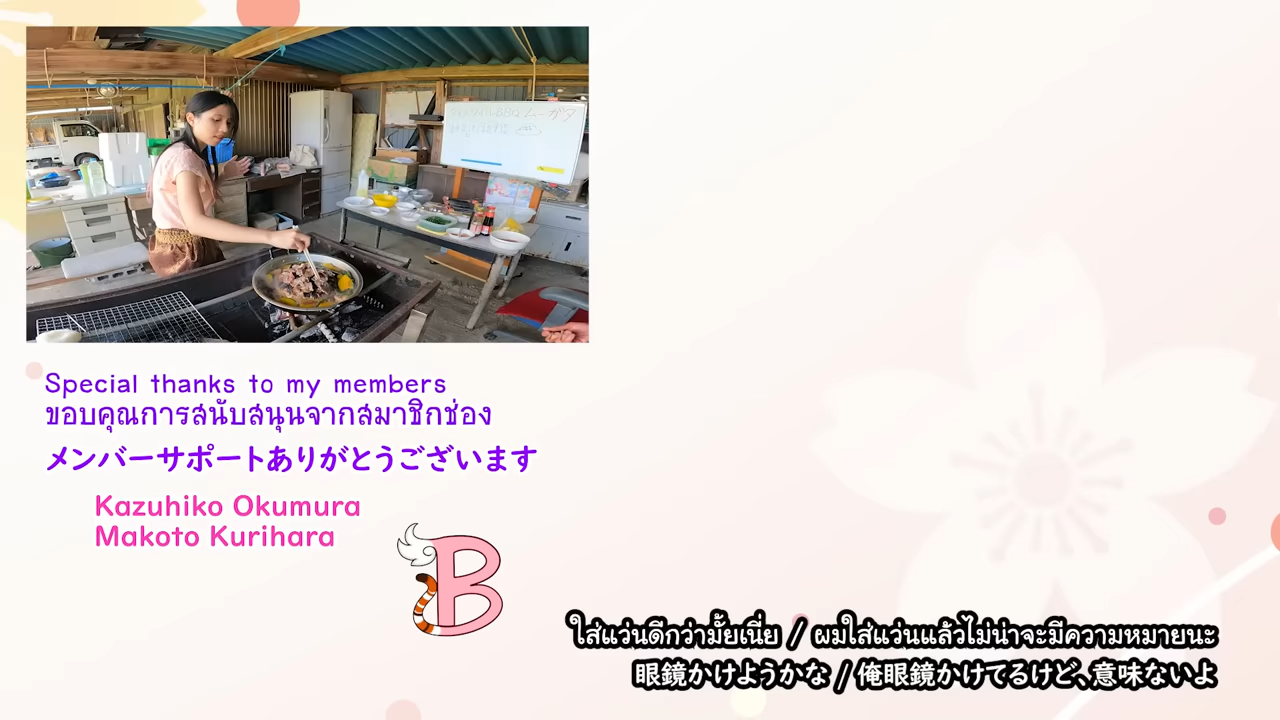 ムーガタ
Special thanks to my members
ขอบคุณการสนับสนุนจากสมาชิกช่อง
メンバーサポートありがとうございます
Kazuhiko Okumura
Makoto Kurihara
B
ใส่แว่นดีกว่ามั้ยเนี่ย / ผมใส่แว่นแล้วไม่น่าจะมีความหมายนะ
眼鏡かけようかな / 俺眼鏡かけてるけど、意味ないよ